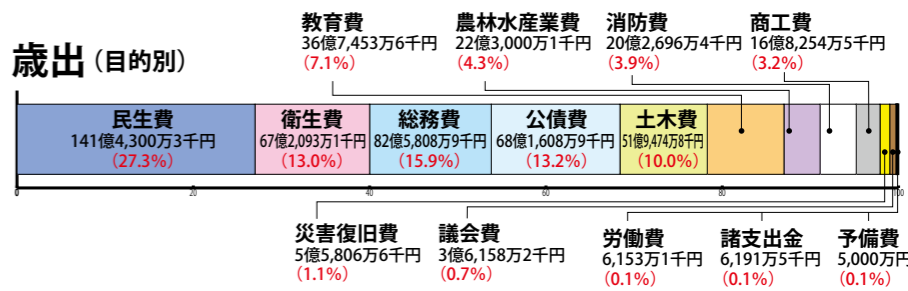 教育費
36億7,453万6千円
(7.1%)
農林水産業費
22億3,000万1千円
(4.3%)
消防費
20億2,696万4千円
(3.9%)
商工費
16億8,254万5千円
(3.2%)
歳出(目的別)
民生費
141億4,300万3千円
(27.3%)
衛生費
67億2,093万1千円
(13.0%)
総務費
82億5,808万9千円
(15.9%)
公債費
68億1,608万9千円
(13.2%)
土木費
51億9,474万8千円
(10.0%)
0 20 40 60 80 100
災害復旧費
5億5,806万6千円
(1.1%)
議会費
3億6,158万2千円
(0.7%)
労働費
6,153万1千円
(0.1%)
諸支出金
6,191万5千円
(0.1%)
予備費
5,000万円
(0.1%)